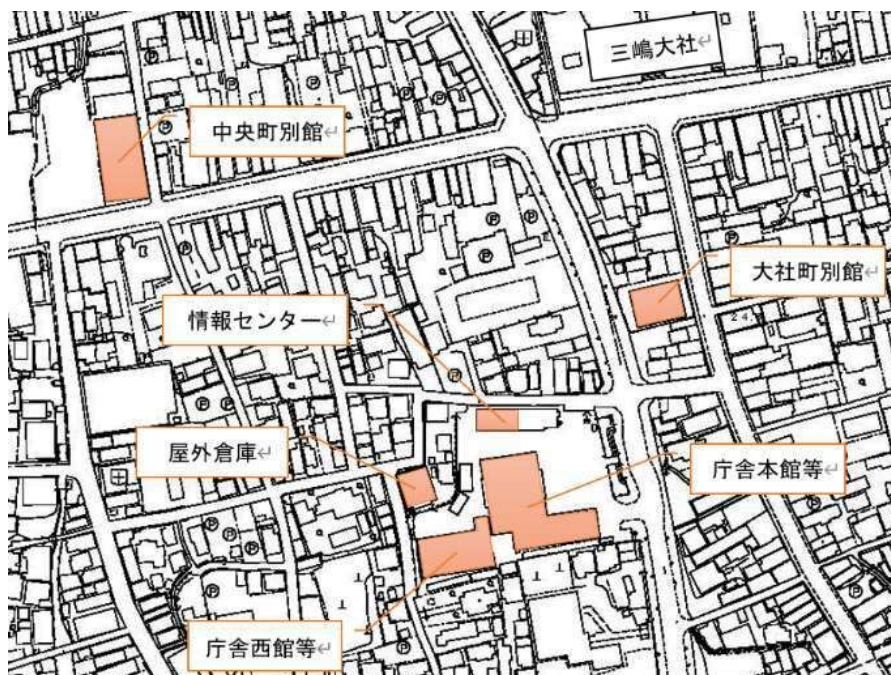 三嶋大社↵
中央町別館↵
大社町別館↵
情報センター↵
屋外倉庫↵
庁舎本館等↵
庁舎西館等↵